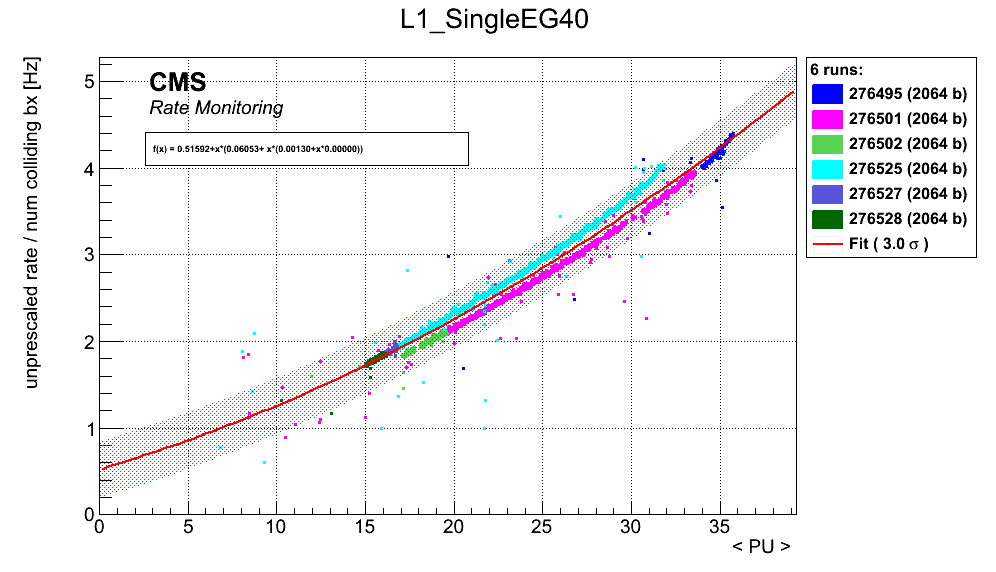 L1_SingleEG40
unprescaled rate / num colliding bx [Hz]
CMS
Rate Monitoring
f(x) = 0.51592+x*(0.06053+ x*(0.00130+x*0.00000))
5
4
3
2
1
0
0 5 10 15 20 25 30 35
< PU >
6 runs:
276495 (2064 b)
276501 (2064 b)
276502 (2064 b)
276525 (2064 b)
276527 (2064 b)
276528 (2064 b)
Fit ( 3.0 σ )